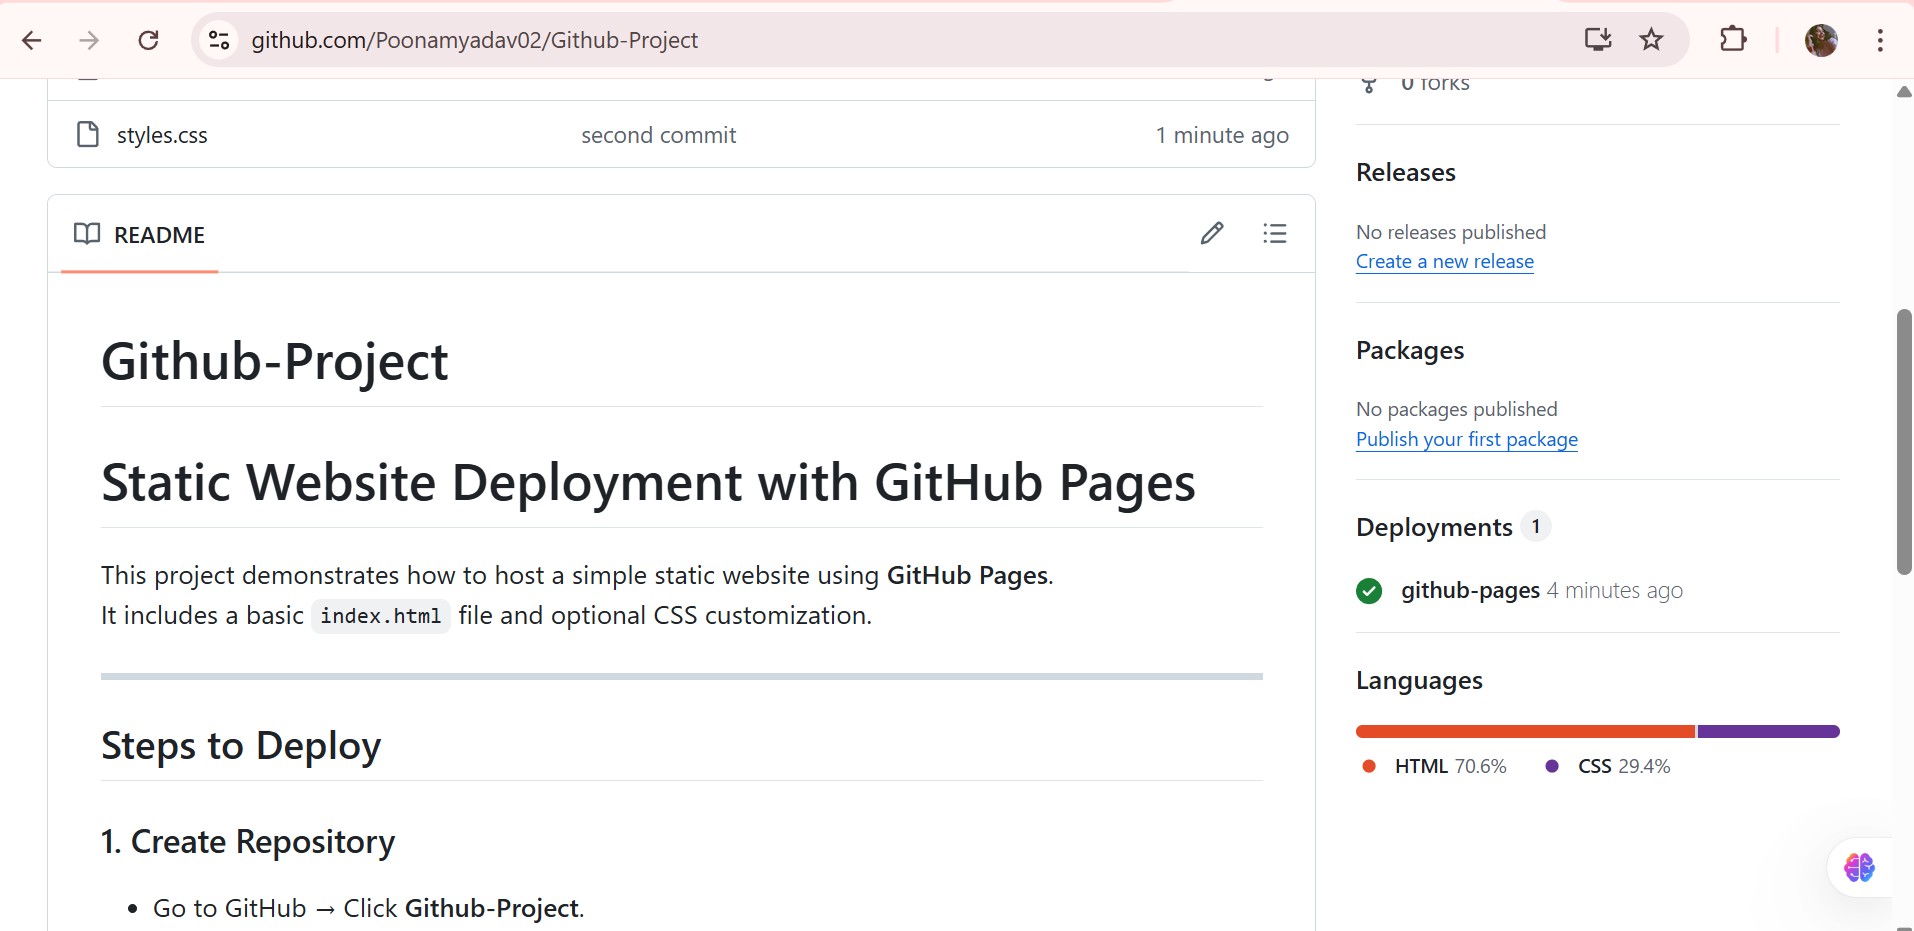 github.com/Poonamyadav02/Github-Project
0 forks
styles.css second commit 1 minute ago
README
Github-Project
Static Website Deployment with GitHub Pages
This project demonstrates how to host a simple static website using GitHub Pages.
It includes a basic index.html file and optional CSS customization.
Steps to Deploy
1. Create Repository
• Go to GitHub → Click Github-Project.
Releases
No releases published
Create a new release
Packages
No packages published
Publish your first package
Deployments 1
github-pages 4 minutes ago
Languages
HTML 70.6% CSS 29.4%